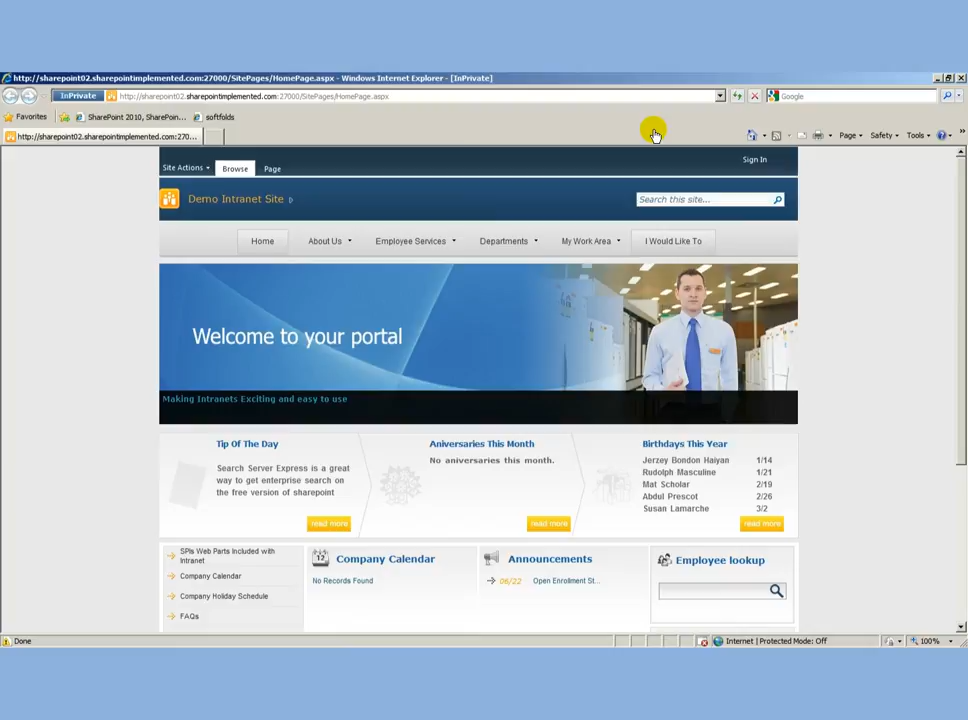 http://sharepoint02.sharepointimplemented.com:27000/SitePages/HomePage.aspx - Windows Internet Explorer - [InPrivate]
InPrivate http://sharepoint02.sharepointimplemented.com:27000/SitePages/HomePage.aspx Google
Favorites SharePoint 2010, SharePoin... softfolds
http://sharepoint02.sharepointimplemented.com:270... Page Safety Tools
Sign In
Site Actions Browse Page
Demo Intranet Site Search this site...
Home About Us Employee Services Departments My Work Area I Would Like To
Welcome to your portal
Making Intranets Exciting and easy to use
Tip Of The Day
Search Server Express is a great
way to get enterprise search on
the free version of sharepoint
read more
Aniversaries This Month
No aniversaries this month.
read more
Birthdays This Year
Jerzey Bondon Haiyan 1/14
Rudolph Masculine 1/21
Mat Scholar 2/19
Abdul Prescot 2/26
Susan Lamarche 3/2
read more
SPIs Web Parts Included with
Intranet
Company Calendar
Company Holiday Schedule
FAQs
12 Company Calendar
No Records Found
Announcements
06/22 Open Enrollment St...
Employee lookup
Done Internet | Protected Mode: Off 100%